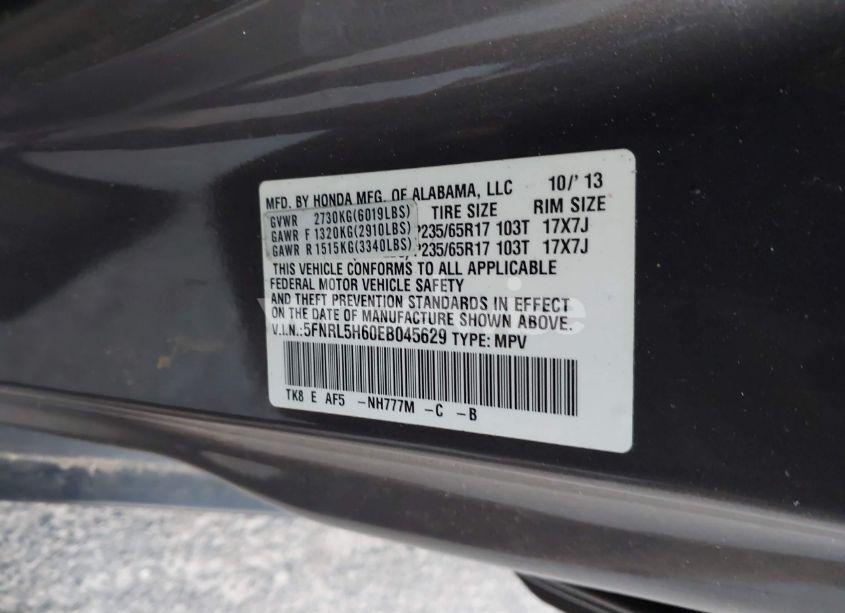 MFD. BY HONDA MFG. OF ALABAMA, LLC 10/' 13
GVWR 2730KG(6019LBS) TIRE SIZE RIM SIZE
GAWR F 1320KG(2910LBS) P235/65R17 103T 17X7J
GAWR R 1515KG(3340LBS) P235/65R17 103T 17X7J
THIS VEHICLE CONFORMS TO ALL APPLICABLE
FEDERAL MOTOR VEHICLE SAFETY
AND THEFT PREVENTION STANDARDS IN EFFECT
ON THE DATE OF MANUFACTURE SHOWN ABOVE.
V.I.N.:5FNRL5H60EB045629 TYPE: MPV
TK8 E AF5 -NH777M -C -B